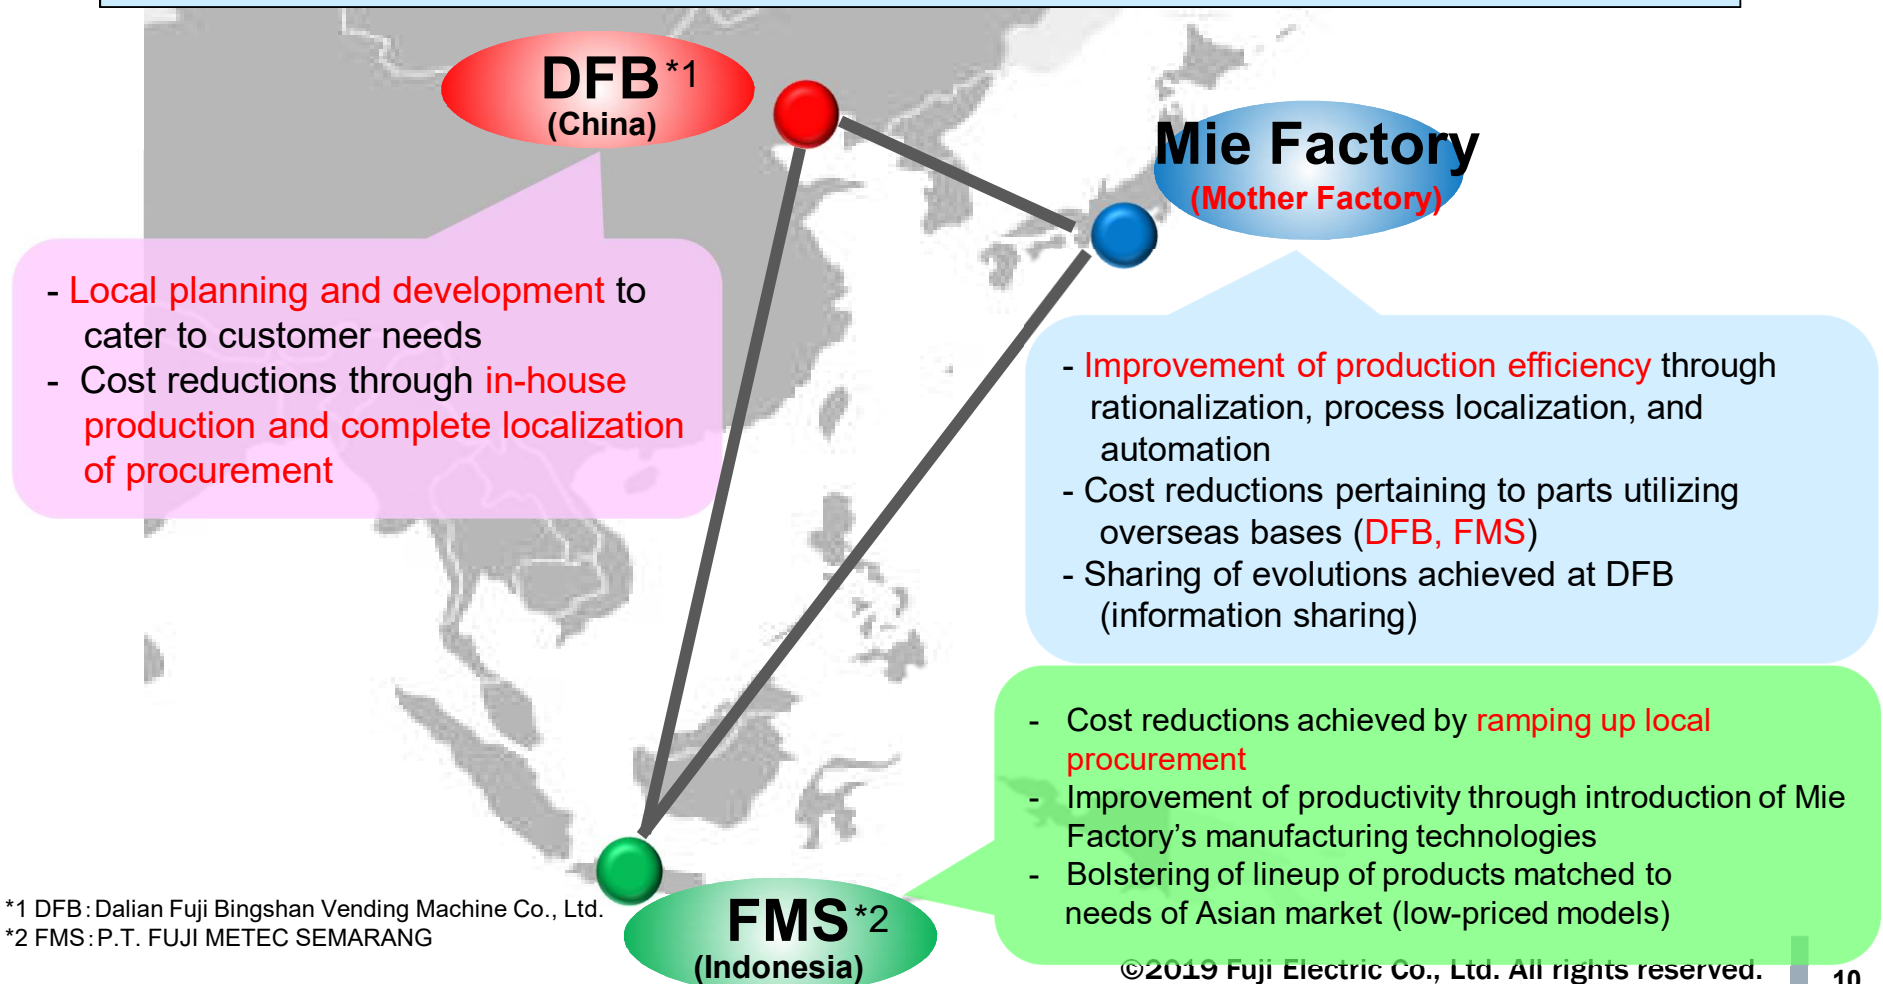 DFB*1
(China)
Mie Factory
(Mother Factory)
- Local planning and development to
cater to customer needs
- Cost reductions through in-house
production and complete localization
of procurement
- Improvement of production efficiency through
rationalization, process localization, and
automation
- Cost reductions pertaining to parts utilizing
overseas bases (DFB, FMS)
- Sharing of evolutions achieved at DFB
(information sharing)
- Cost reductions achieved by ramping up local
procurement
- Improvement of productivity through introduction of Mie
Factory's manufacturing technologies
- Bolstering of lineup of products matched to
needs of Asian market (low-priced models)
FMS*2
(Indonesia)
*1 DFB:Dalian Fuji Bingshan Vending Machine Co., Ltd.
*2 FMS:P.T. FUJI METEC SEMARANG
©2019 Fuji Electric Co., Ltd. All rights reserved.
10